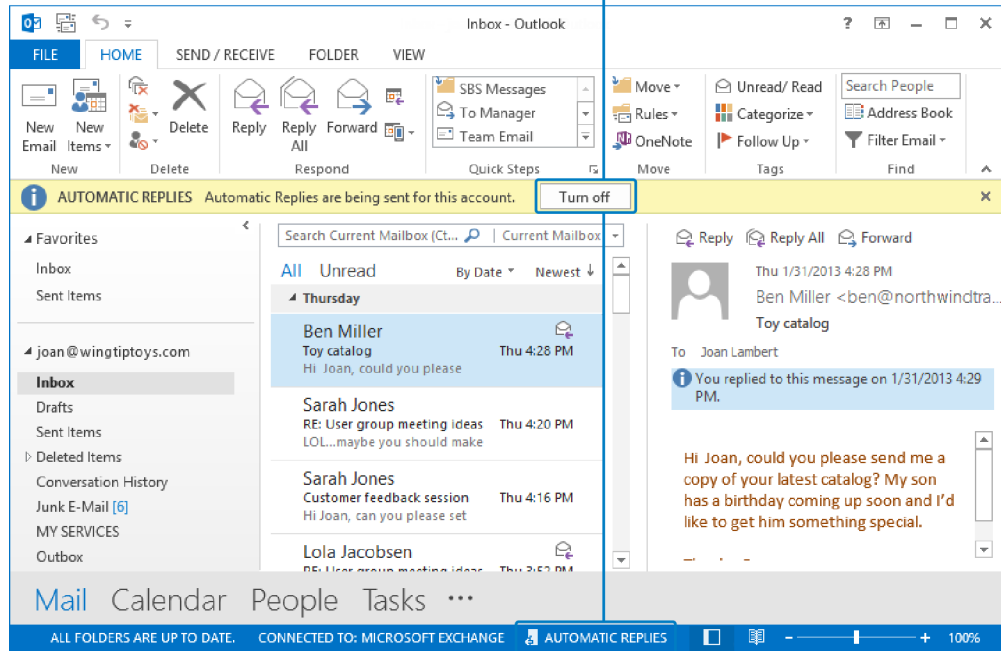 Inbox - Outlook
FILE HOME SEND / RECEIVE FOLDER VIEW
New Email
New Items
Delete
Reply
Reply All
Forward
SBS Messages
To Manager
Team Email
Move
Rules
OneNote
Unread/ Read
Categorize
Follow Up
Search People
Address Book
Filter Email
New Delete Respond Quick Steps Move Tags Find
AUTOMATIC REPLIES Automatic Replies are being sent for this account. Turn off
Favorites
Inbox
Sent Items
joan@wingtiptoys.com
Inbox
Drafts
Sent Items
Deleted Items
Conversation History
Junk E-Mail [6]
MY SERVICES
Outbox
Search Current Mailbox (Ct... Current Mailbox
All Unread By Date Newest
Thursday
Ben Miller
Toy catalog Thu 4:28 PM
Hi Joan, could you please
Sarah Jones
RE: User group meeting ideas Thu 4:20 PM
LOL...maybe you should make
Sarah Jones
Customer feedback session Thu 4:16 PM
Hi Joan, can you please set
Lola Jacobsen
RE: User group meeting ideas Thu 3:52 PM
Reply Reply All Forward
Thu 1/31/2013 4:28 PM
Ben Miller <ben@northwindtra...
Toy catalog
To Joan Lambert
You replied to this message on 1/31/2013 4:29
PM.
Hi Joan, could you please send me a
copy of your latest catalog? My son
has a birthday coming up soon and I'd
like to get him something special.
Mail Calendar People Tasks ...
ALL FOLDERS ARE UP TO DATE. CONNECTED TO: MICROSOFT EXCHANGE AUTOMATIC REPLIES 100%